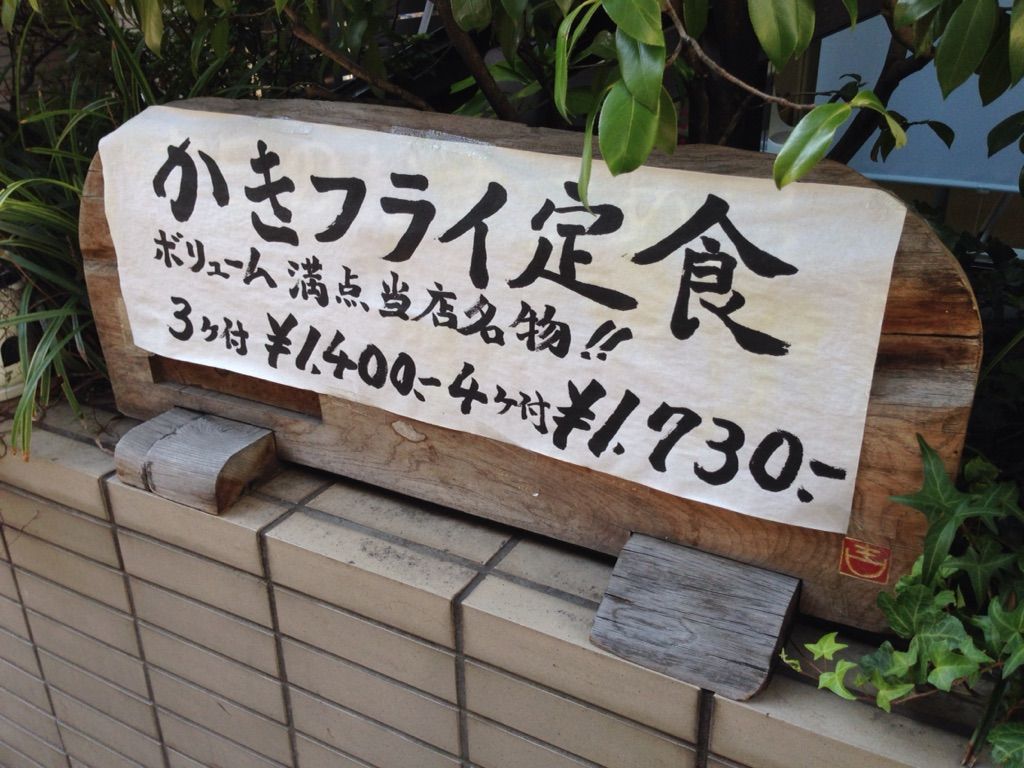 かきフライ定食
ボリューム満点当店名物!!
3ヶ付 ¥1,400.- 4ヶ付 ¥1,730.-